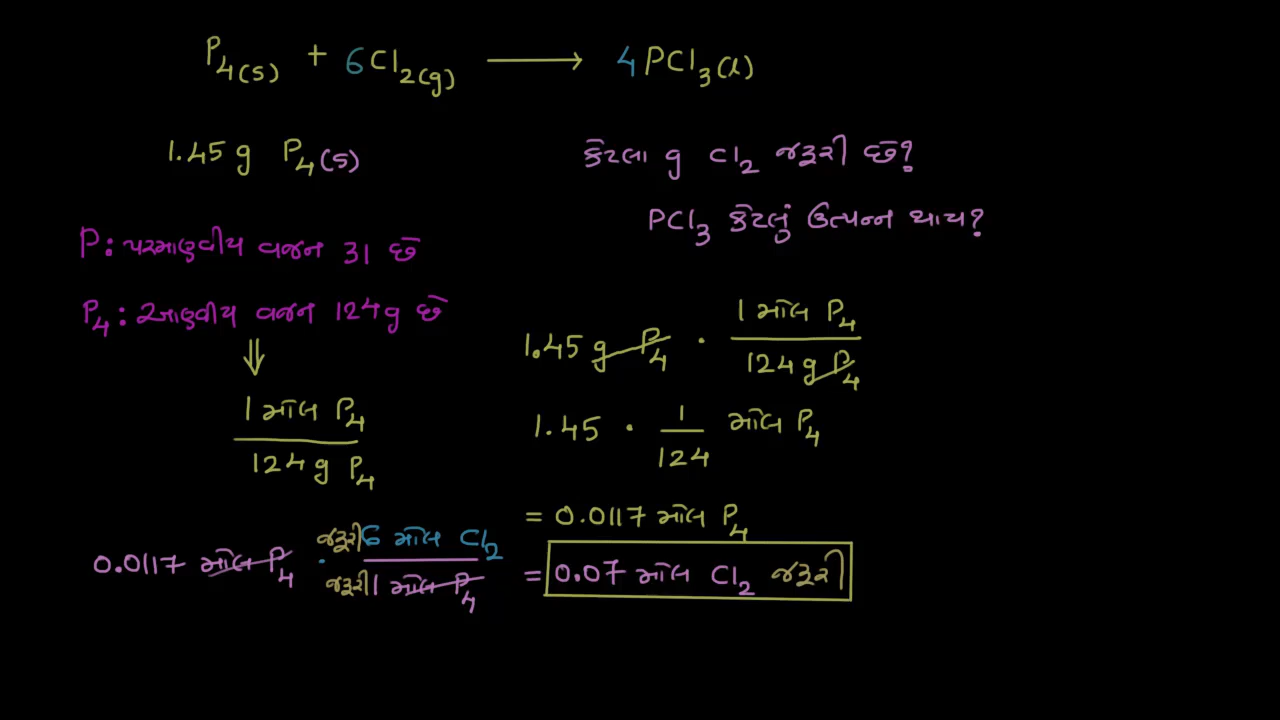 P4(s) + 6Cl2(g) ⟶ 4PCl3(l)
1.45 g P4(s)
કેટલા g Cl2 જરૂરી છે?
PCl3 કેટલું ઉત્પન્ન થાય?
P: પરમાણ્વીય વજન 31 છે
P4: આણ્વીય વજન 124g છે
⇓
1 મોલ P4
124 g P4
1.45 g P4 · 1 મોલ P4 / 124 g P4
1.45 · 1/124 મોલ P4
= 0.0117 મોલ P4
0.0117 મોલ P4 · જરૂરી 6 મોલ Cl2 / જરૂરી 1 મોલ P4 = 0.07 મોલ Cl2 જરૂરી